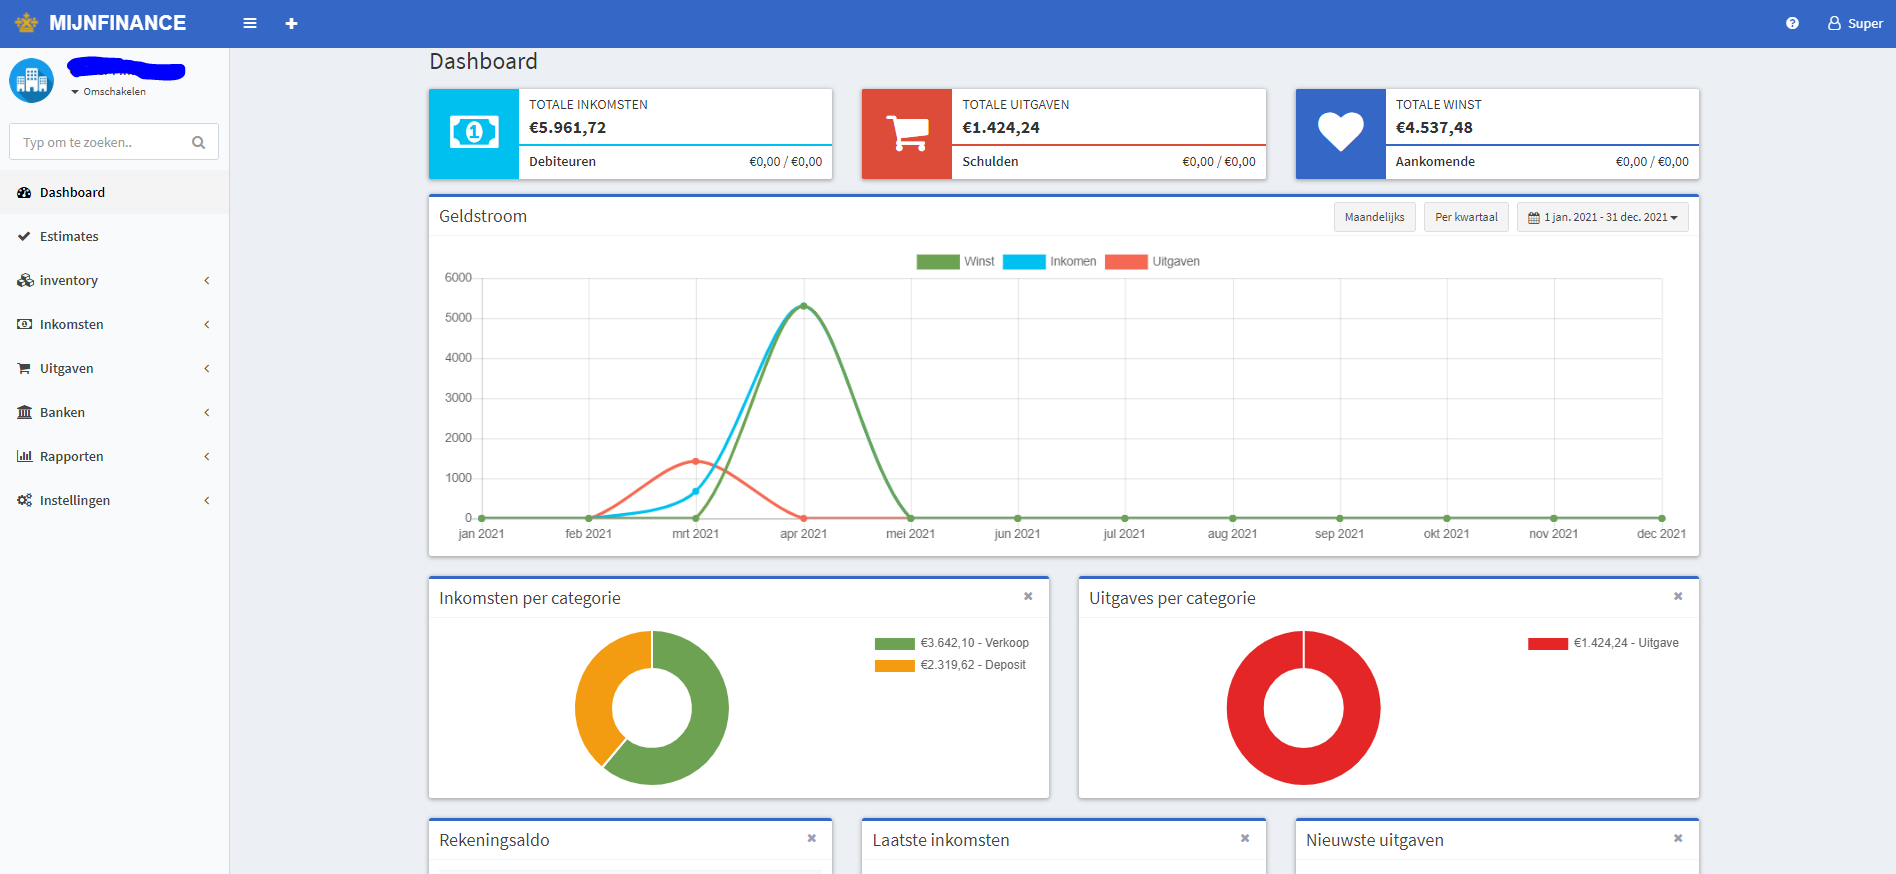 MIJNFINANCE
Super
Omschakelen
Typ om te zoeken..
Dashboard
Estimates
inventory
Inkomsten
Uitgaven
Banken
Rapporten
Instellingen
Dashboard
TOTALE INKOMSTEN
€5.961,72
Debiteuren €0,00 / €0,00
TOTALE UITGAVEN
€1.424,24
Schulden €0,00 / €0,00
TOTALE WINST
€4.537,48
Aankomende €0,00 / €0,00
Geldstroom
Maandelijks Per kwartaal 1 jan. 2021 - 31 dec. 2021
Winst Inkomen Uitgaven
6000
5000
4000
3000
2000
1000
0
jan 2021 feb 2021 mrt 2021 apr 2021 mei 2021 jun 2021 jul 2021 aug 2021 sep 2021 okt 2021 nov 2021 dec 2021
Inkomsten per categorie
€3.642,10 - Verkoop
€2.319,62 - Deposit
Uitgaves per categorie
€1.424,24 - Uitgave
Rekeningsaldo
Laatste inkomsten
Nieuwste uitgaven